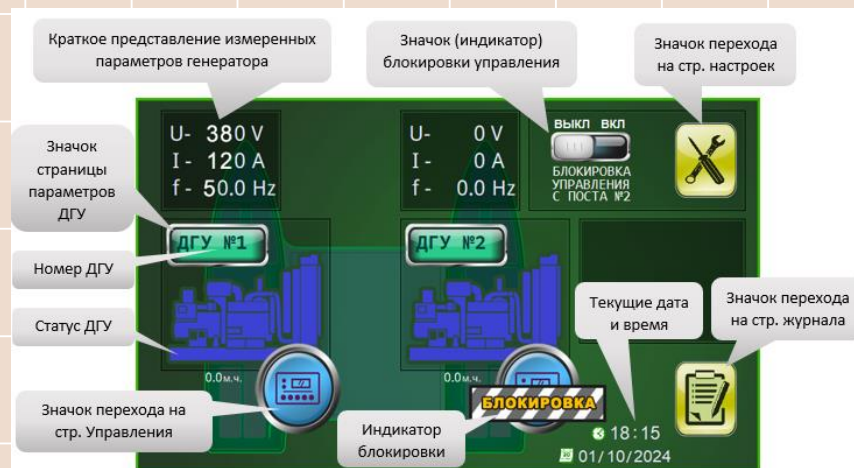 Краткое представление измеренных
параметров генератора
Значок (индикатор)
блокировки управления
Значок перехода
на стр. настроек
Значок
страницы
параметров
ДГУ
U- 380 V
I - 120 A
f - 50.0 Hz
U- 0 V
I - 0 A
f - 0.0 Hz
ВЫКЛ ВКЛ
БЛОКИРОВКА
УПРАВЛЕНИЯ
С ПОСТА №2
ДГУ №1
ДГУ №2
Номер ДГУ
Статус ДГУ
Текущие дата
и время
Значок перехода
на стр. журнала
0.0м.ч.
0.0м.ч.
БЛОКИРОВКА
Значок перехода на
стр. Управления
Индикатор
блокировки
18:15
01/10/2024